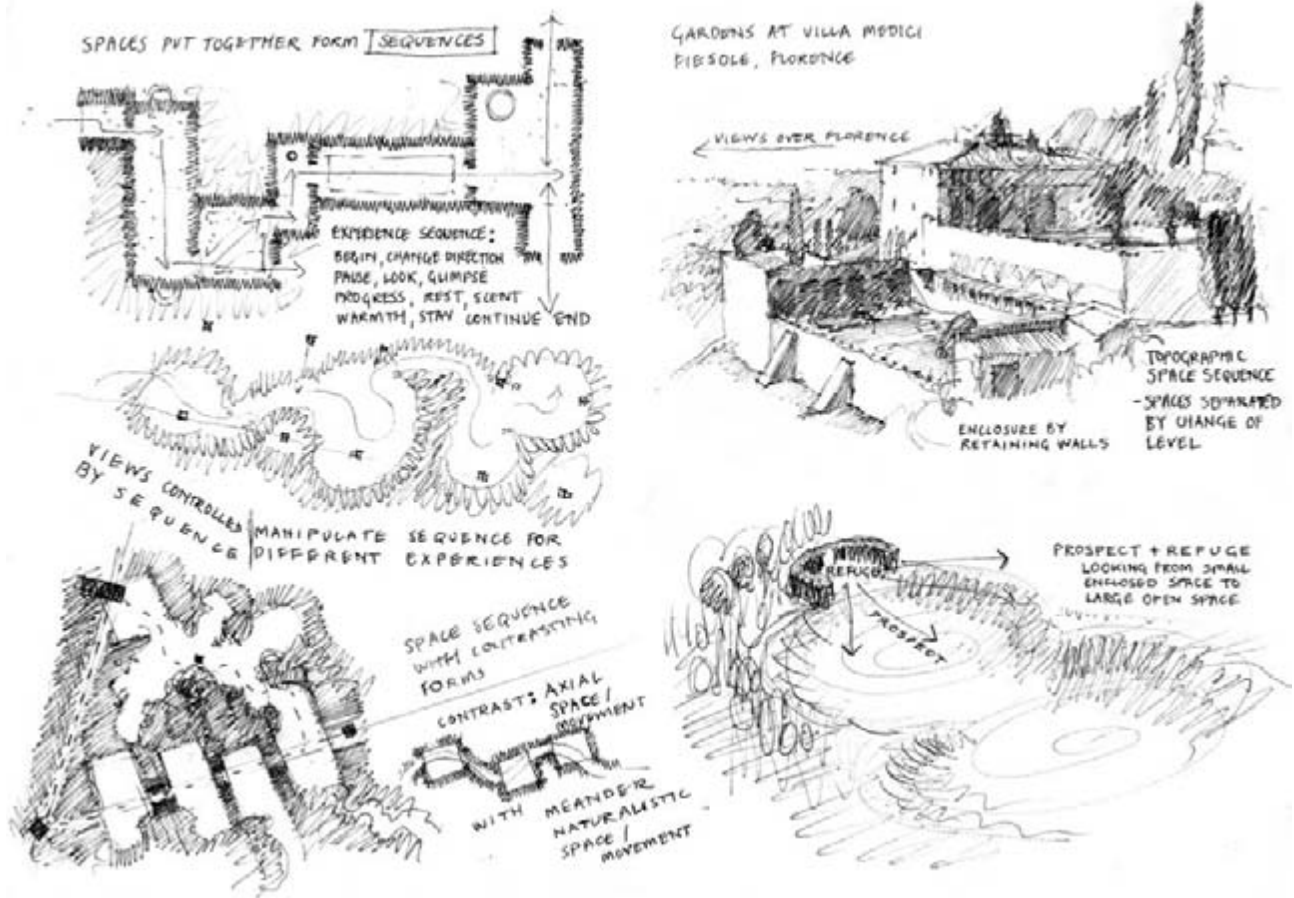 SPACES PUT TOGETHER FORM SEQUENCES
EXPERIENCE SEQUENCE:
BEGIN, CHANGE DIRECTION
PAUSE, LOOK, GLIMPSE
PROGRESS, REST, SCENT
WARMTH, STAY CONTINUE END
VIEWS CONTROLLED
BY SEQUENCE
MANIPULATE SEQUENCE FOR
DIFFERENT EXPERIENCES
SPACE SEQUENCE
WITH CONTRASTING
FORMS
CONTRAST: AXIAL
SPACE/
MOVEMENT
WITH MEANDER
NATURALISTIC
SPACE /
MOVEMENT
GARDENS AT VILLA MEDICI
FIESOLE, FLORENCE
VIEWS OVER FLORENCE
TOPOGRAPHIC
SPACE SEQUENCE
- SPACES SEPARATED
BY CHANGE OF
LEVEL
ENCLOSURE BY
RETAINING WALLS
REFUGE
PROSPECT
PROSPECT + REFUGE
LOOKING FROM SMALL
ENCLOSED SPACE TO
LARGE OPEN SPACE